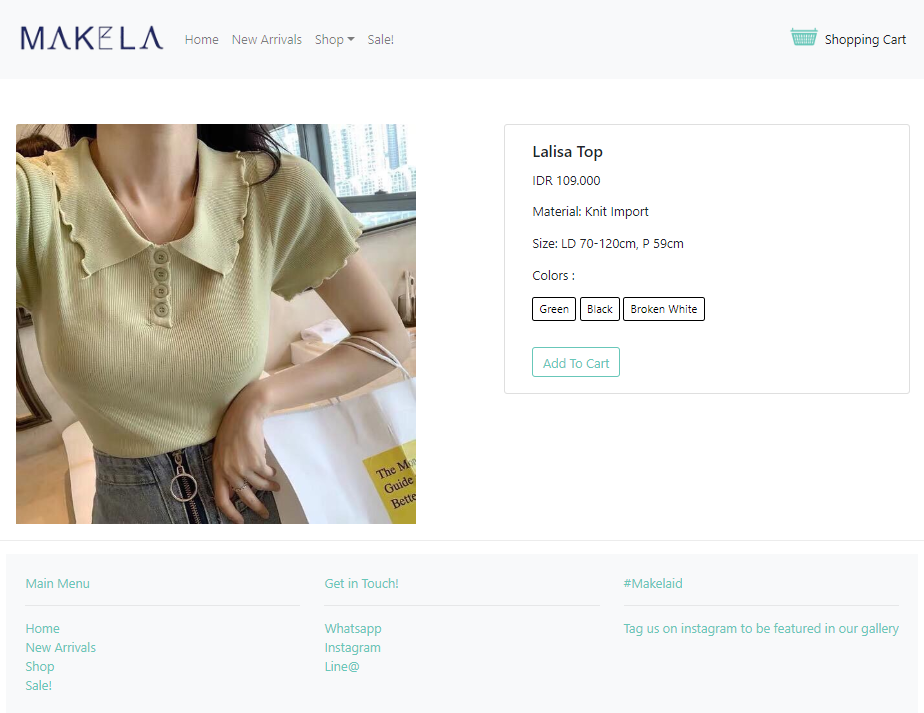 MAKELA
Home New Arrivals Shop Sale!
Shopping Cart
Lalisa Top
IDR 109.000
Material: Knit Import
Size: LD 70-120cm, P 59cm
Colors :
Green Black Broken White
Add To Cart
The Mo
Guide
Bette
Main Menu
Home
New Arrivals
Shop
Sale!
Get in Touch!
Whatsapp
Instagram
Line@
#Makelaid
Tag us on instagram to be featured in our gallery